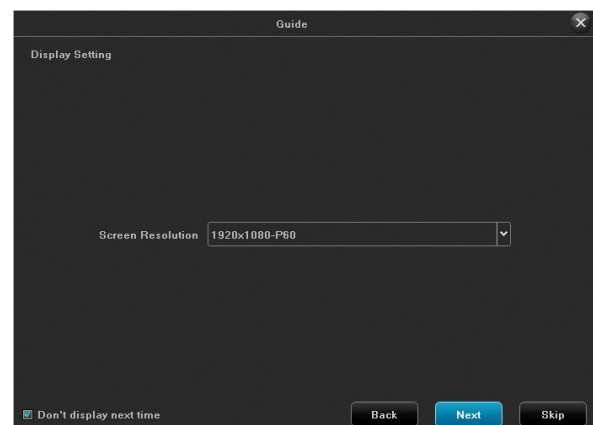 Guide
Display Setting
Screen Resolution 1920x1080-P60
Don't display next time Back Next Skip